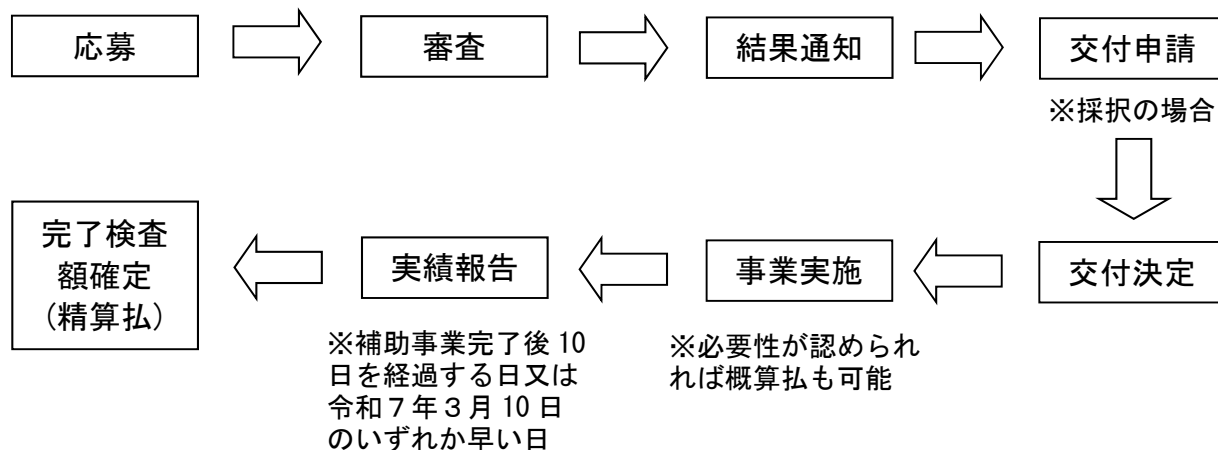 応募
審査
結果通知
交付申請
※採択の場合
交付決定
事業実施
※必要性が認められ
れば概算払も可能
実績報告
※補助事業完了後 10
日を経過する日又は
令和７年３月 10 日
のいずれか早い日
完了検査
額確定
（精算払）